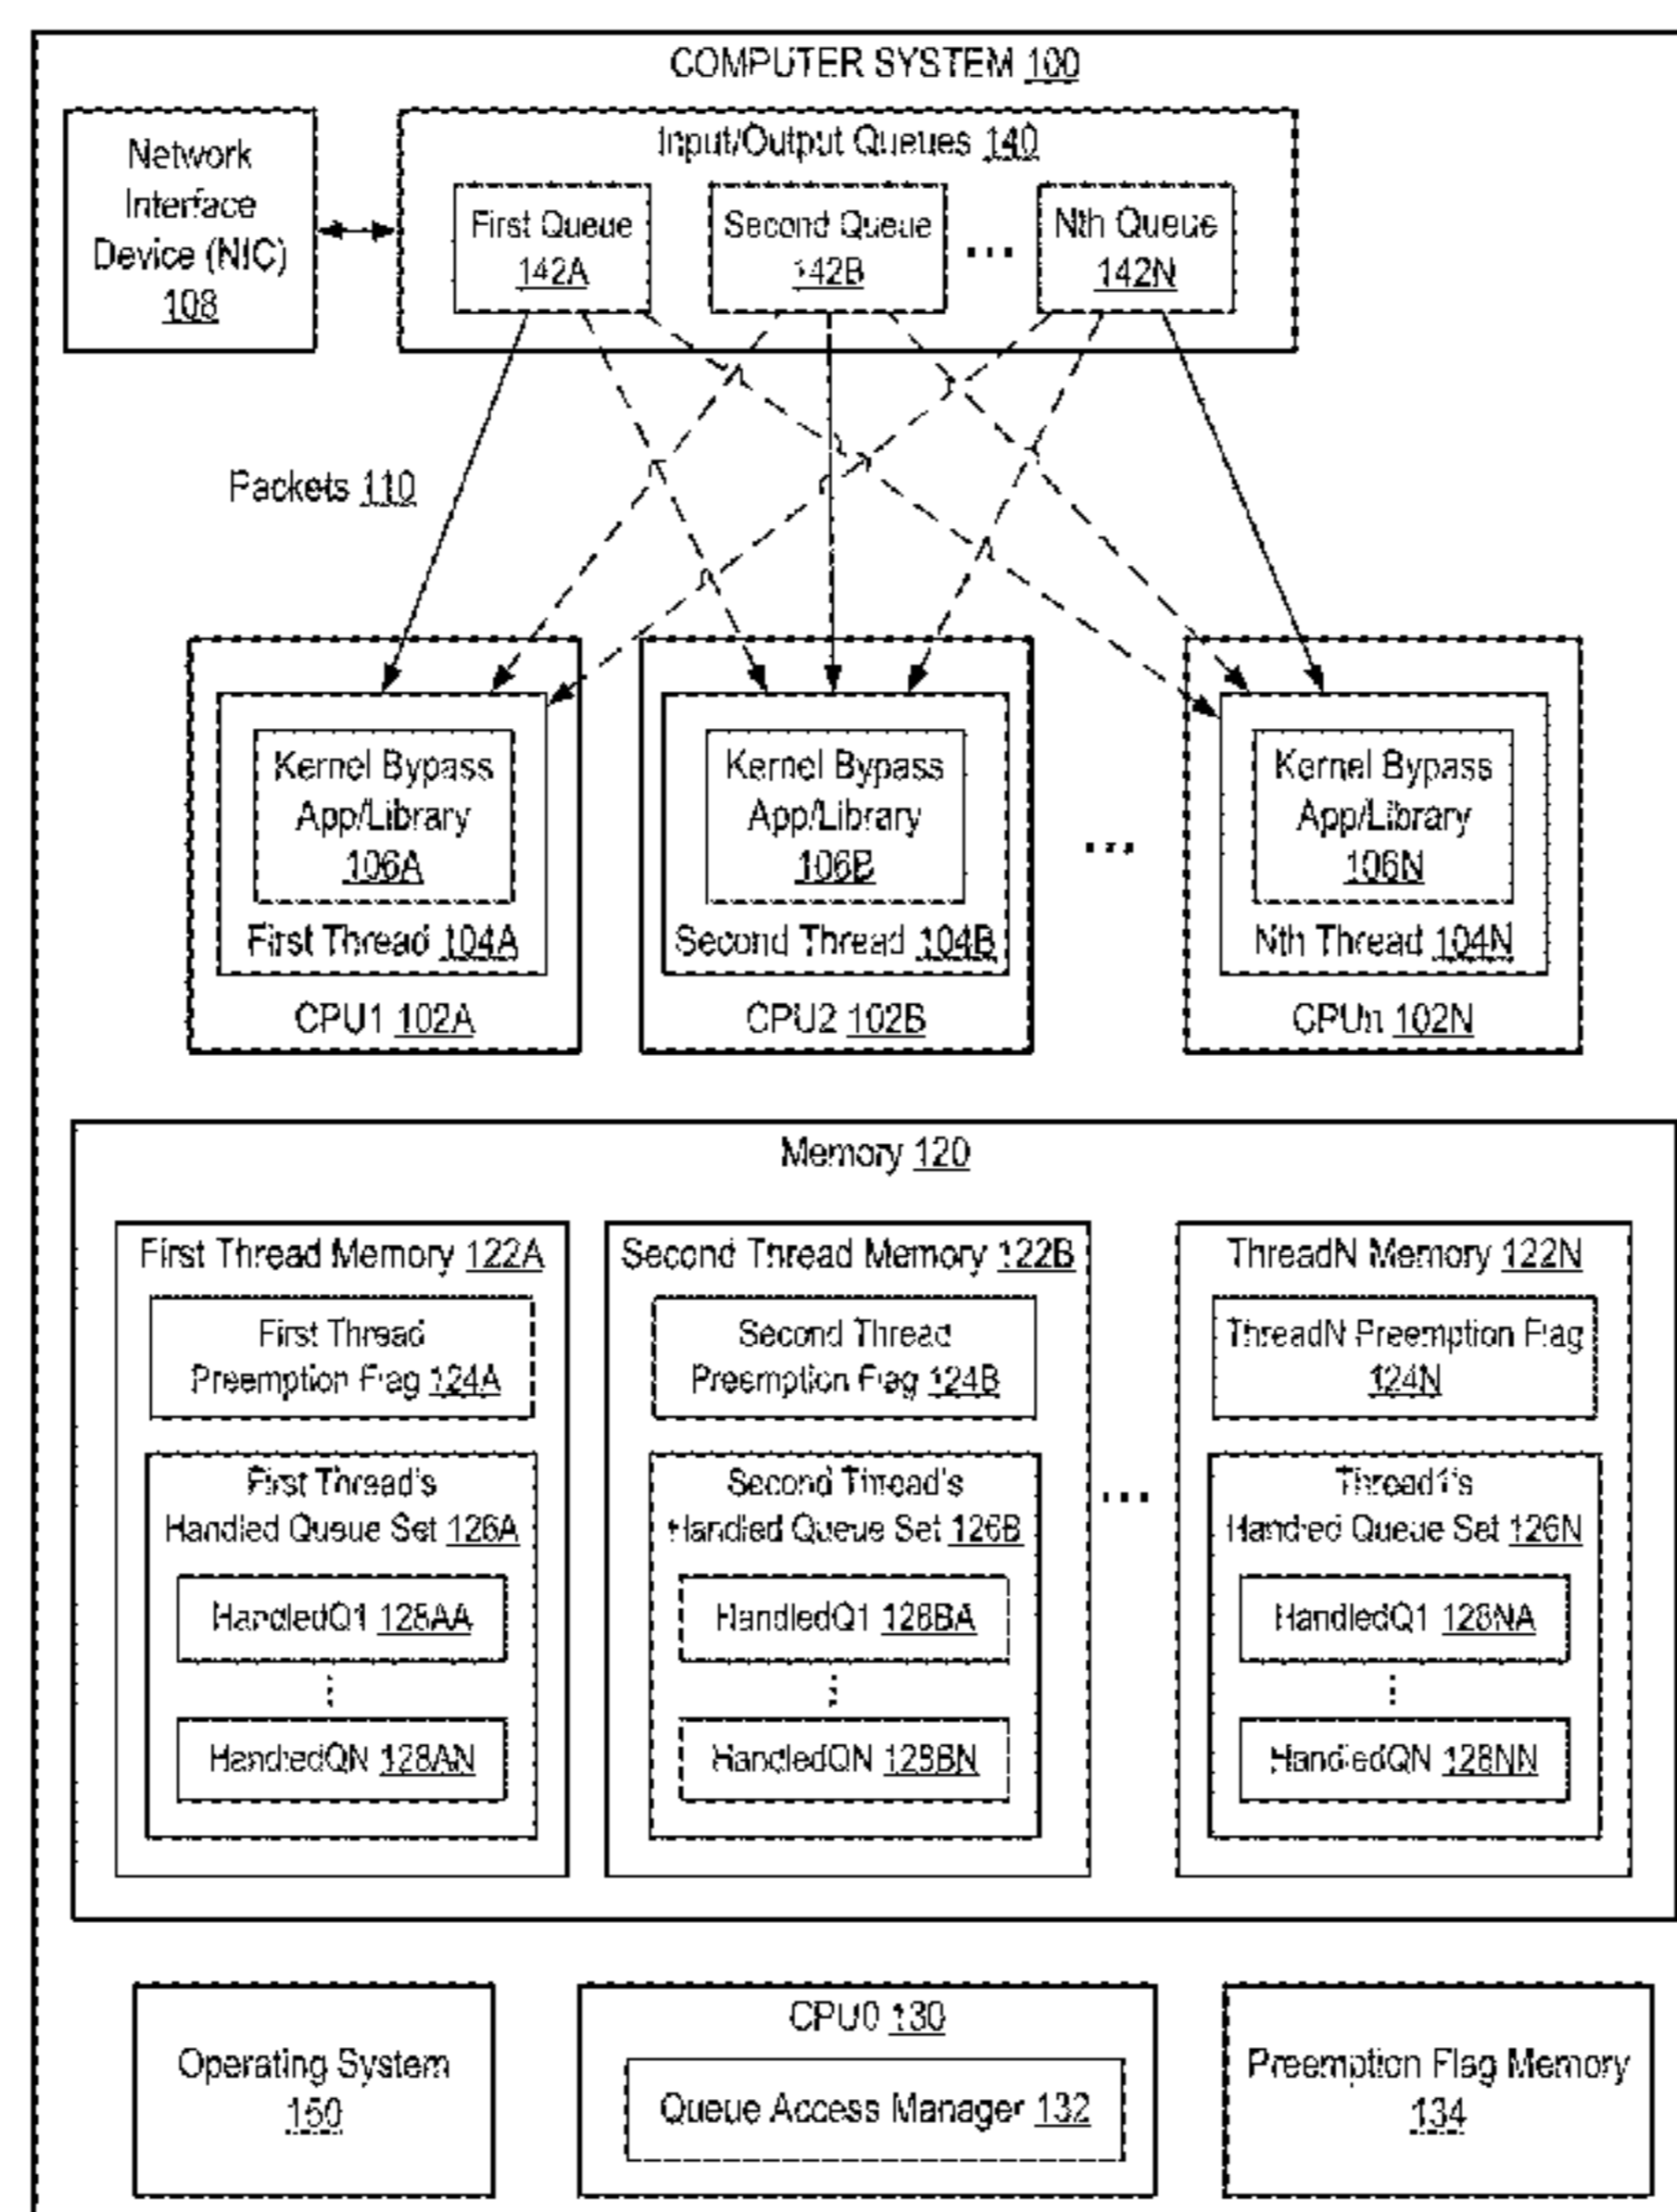 COMPUTER SYSTEM 100
Network
Interface
Device (NIC)
108
Input/Output Queues 140
First Queue
142A
Second Queue
142B
...
Nth Queue
142N
Packets 110
Kernel Bypass
App/Library
106A
First Thread 104A
CPU1 102A
Kernel Bypass
App/Library
106B
Second Thread 104B
CPU2 102B
...
Kernel Bypass
App/Library
106N
Nth Thread 104N
CPUn 102N
Memory 120
First Thread Memory 122A
First Thread
Preemption Flag 124A
First Thread's
Handled Queue Set 126A
HandledQ1 128AA
HandledQN 128AN
Second Thread Memory 122B
Second Thread
Preemption Flag 124B
Second Thread's
Handled Queue Set 126B
HandledQ1 128BA
HandledQN 128BN
...
ThreadN Memory 122N
ThreadN Preemption Flag
124N
Thread1's
Handled Queue Set 126N
HandledQ1 128NA
HandledQN 128NN
Operating System
150
CPU0 130
Queue Access Manager 132
Preemption Flag Memory
134